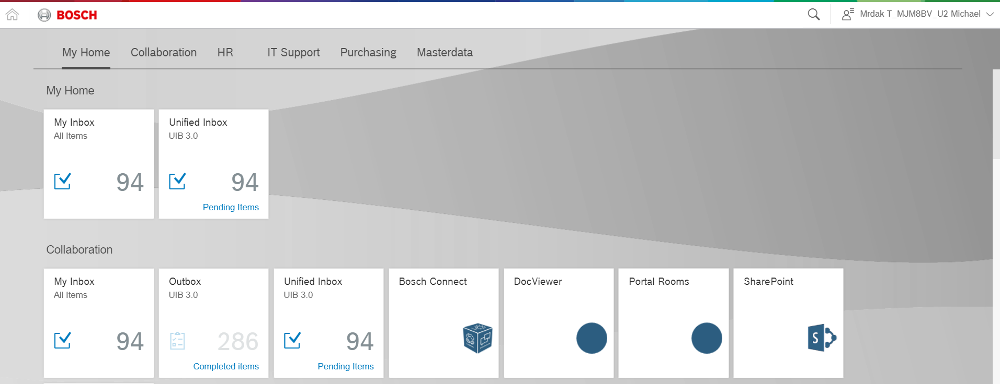 BOSCH
Mrdak T_MJM8BV_U2 Michael
My Home Collaboration HR IT Support Purchasing Masterdata
My Home
My Inbox
All Items
94
Unified Inbox
UIB 3.0
94
Pending Items
Collaboration
My Inbox
All Items
94
Outbox
UIB 3.0
286
Completed items
Unified Inbox
UIB 3.0
94
Pending Items
Bosch Connect
DocViewer
Portal Rooms
SharePoint
S